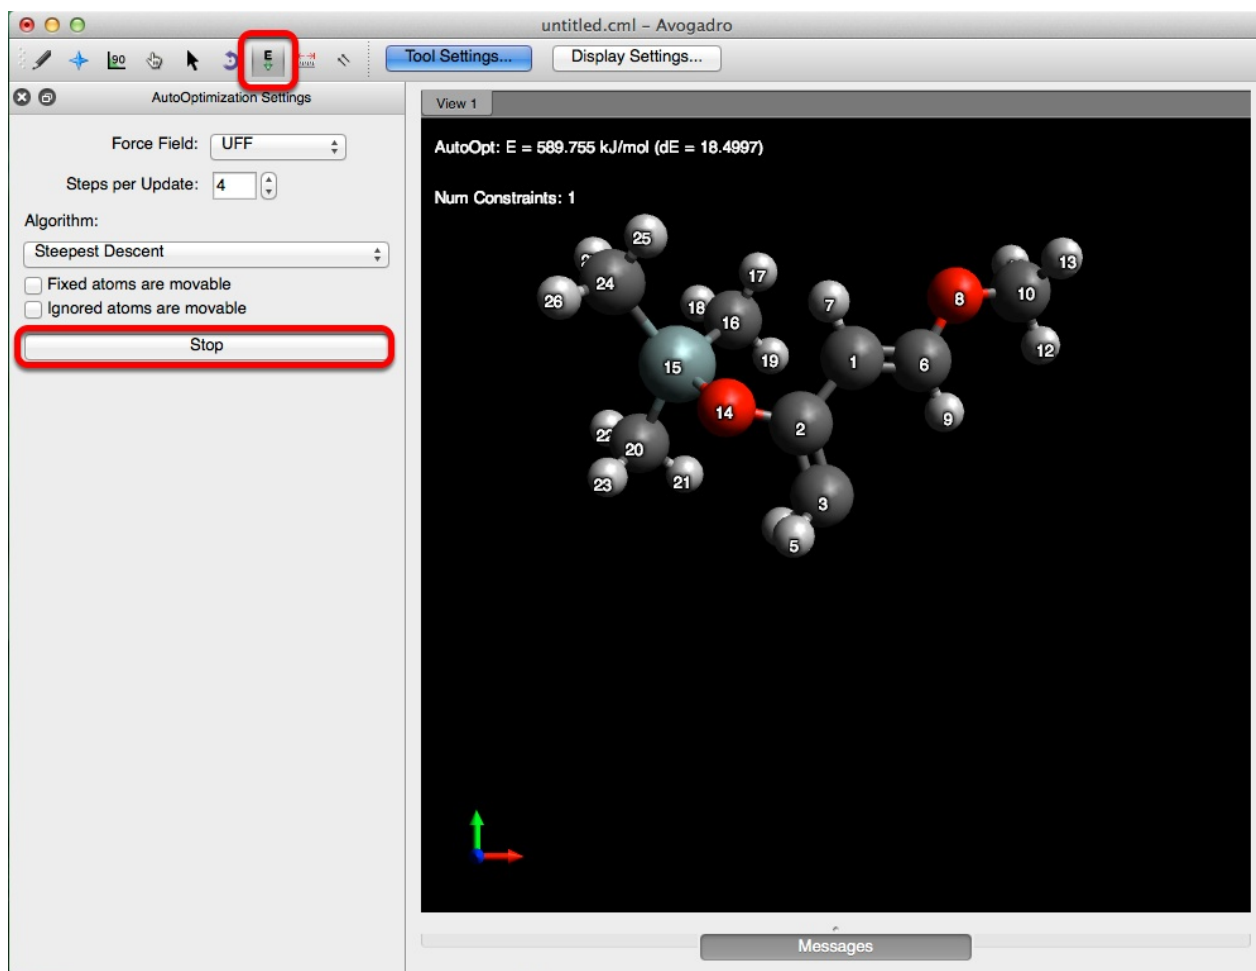 untitled.cml – Avogadro
90
E
Tool Settings...
Display Settings...
AutoOptimization Settings
View 1
Force Field: UFF
Steps per Update: 4
Algorithm:
Steepest Descent
Fixed atoms are movable
Ignored atoms are movable
Stop
AutoOpt: E = 589.755 kJ/mol (dE = 18.4997)
Num Constraints: 1
25
24
26
17
18
16
19
15
14
7
8
10
13
12
1
6
9
2
22
20
23
21
3
5
Messages